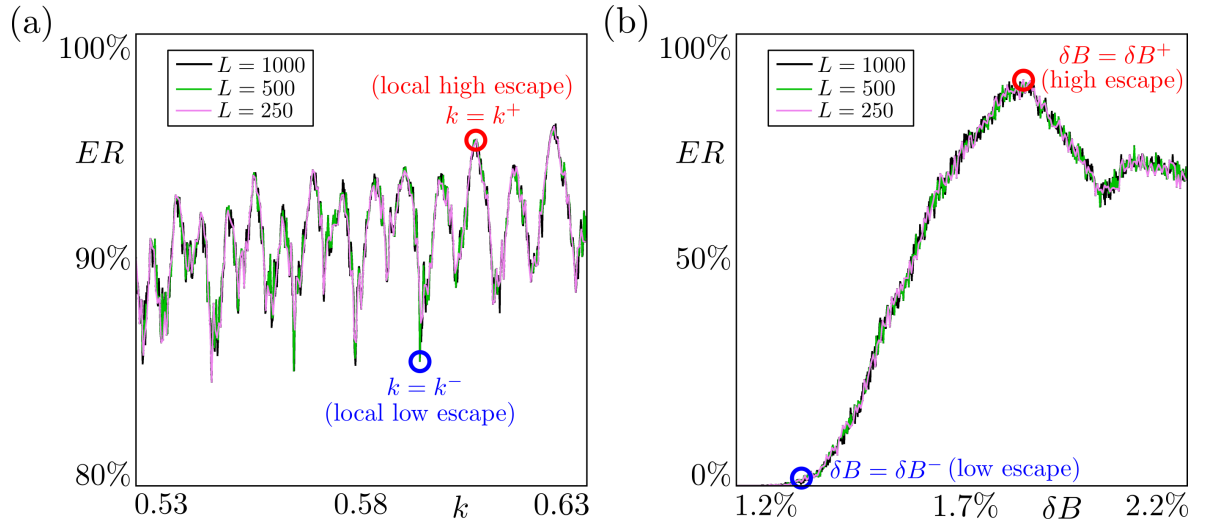 (a)
100%
ER
90%
80%
L = 1000
L = 500
L = 250
(local high escape)
k = k⁺
k = k⁻
(local low escape)
0.53
0.58
k
0.63
(b)
100%
ER
50%
0%
L = 1000
L = 500
L = 250
δB = δB⁺
(high escape)
δB = δB⁻ (low escape)
1.2%
1.7%
δB
2.2%